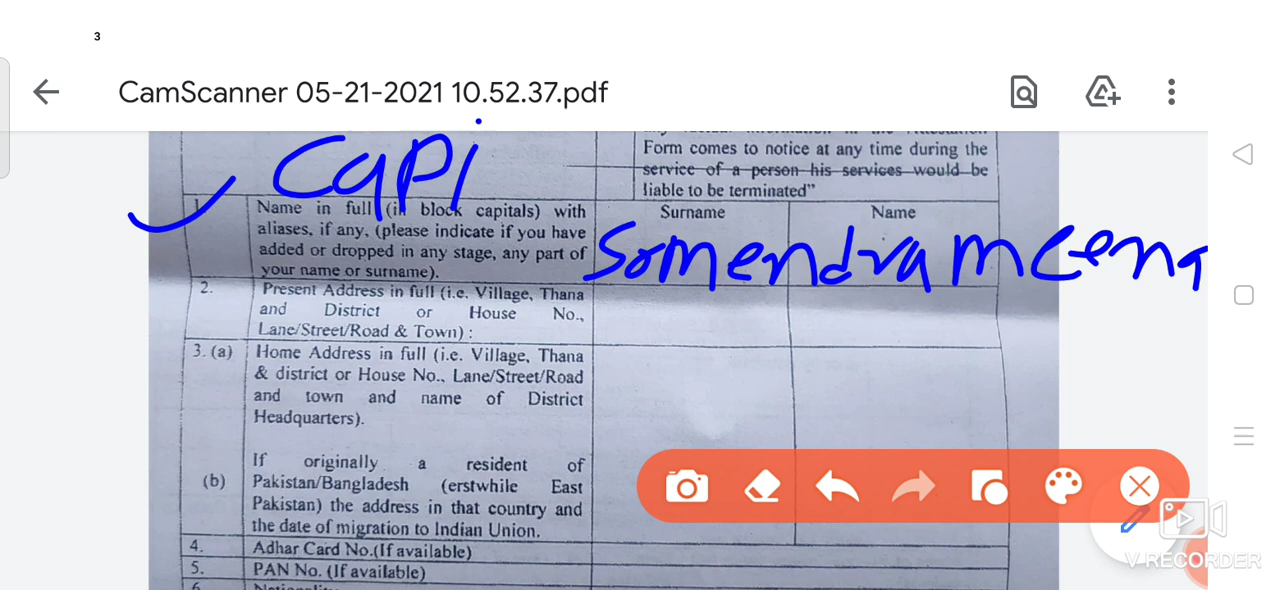 3
CamScanner 05-21-2021 10.52.37.pdf
Form comes to notice at any time during the
service of a person his services would be
liable to be terminated"
Capi
1. Name in full (in block capitals) with
aliases, if any, (please indicate if you have
added or dropped in any stage, any part of
your name or surname).
Surname Name
Somendra meena
2. Present Address in full (i.e. Village, Thana
and District or House No.,
Lane/Street/Road & Town) :
3. (a) Home Address in full (i.e. Village, Thana
& district or House No., Lane/Street/Road
and town and name of District
Headquarters).
If originally a resident of
(b) Pakistan/Bangladesh (erstwhile East
Pakistan) the address in that country and
the date of migration to Indian Union.
4. Adhar Card No.(If available)
5. PAN No. (If available)
V RECORDER